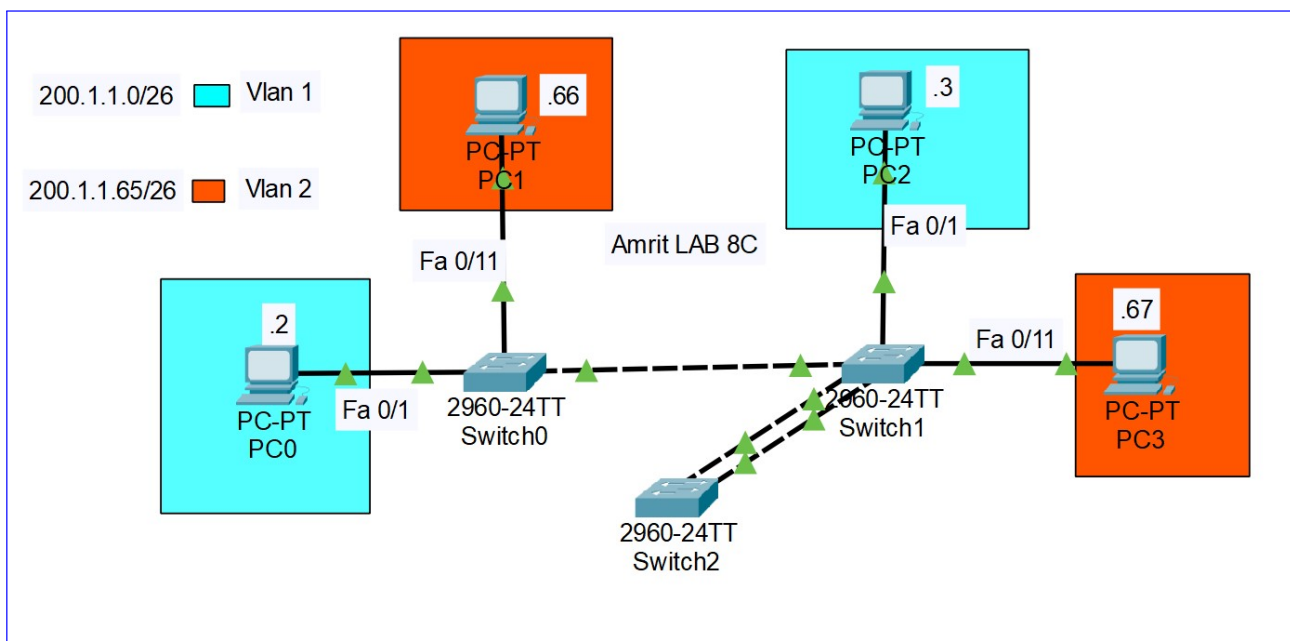 200.1.1.0/26 Vlan 1
200.1.1.65/26 Vlan 2
.66
PC-PT
PC1
.3
PC-PT
PC2
Amrit LAB 8C
Fa 0/11
Fa 0/1
.2
PC-PT
PC0
Fa 0/1
2960-24TT
Switch0
2960-24TT
Switch1
Fa 0/11
.67
PC-PT
PC3
2960-24TT
Switch2